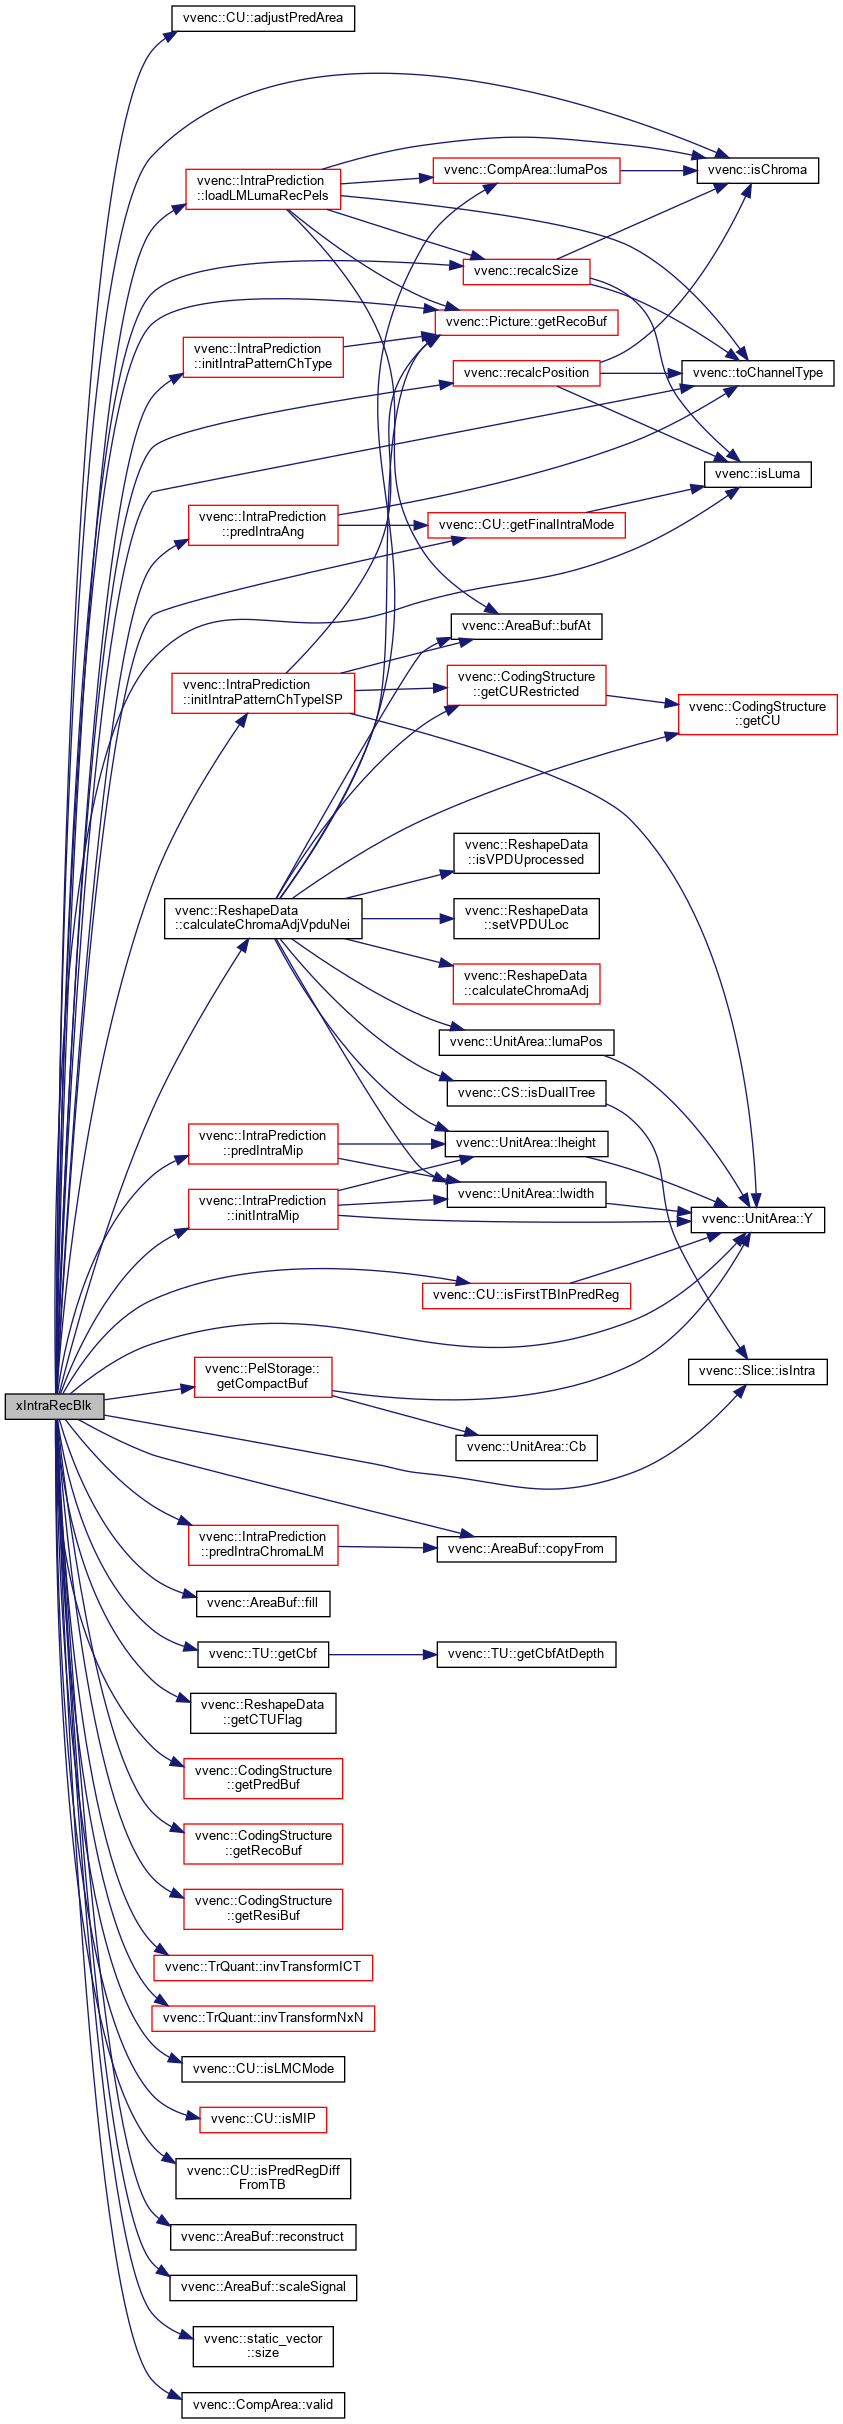 vvenc::CU::adjustPredArea
vvenc::isChroma
vvenc::CompArea::lumaPos
vvenc::IntraPrediction
::loadLMLumaRecPels
vvenc::recalcSize
vvenc::Picture::getRecoBuf
vvenc::IntraPrediction
::initIntraPatternChType
vvenc::recalcPosition
vvenc::toChannelType
vvenc::isLuma
vvenc::IntraPrediction
::predIntraAng
vvenc::CU::getFinalIntraMode
vvenc::AreaBuf::bufAt
vvenc::IntraPrediction
::initIntraPatternChTypeISP
vvenc::CodingStructure
::getCURestricted
vvenc::CodingStructure
::getCU
vvenc::ReshapeData
::isVPDUprocessed
vvenc::ReshapeData
::calculateChromaAdjVpduNei
vvenc::ReshapeData
::setVPDULoc
vvenc::ReshapeData
::calculateChromaAdj
vvenc::UnitArea::lumaPos
vvenc::CS::isDualITree
vvenc::IntraPrediction
::predIntraMip
vvenc::UnitArea::lheight
vvenc::UnitArea::lwidth
vvenc::IntraPrediction
::initIntraMip
vvenc::UnitArea::Y
vvenc::CU::isFirstTBInPredReg
vvenc::PelStorage::
getCompactBuf
vvenc::Slice::isIntra
xIntraRecBlk
vvenc::UnitArea::Cb
vvenc::IntraPrediction
::predIntraChromaLM
vvenc::AreaBuf::copyFrom
vvenc::AreaBuf::fill
vvenc::TU::getCbf
vvenc::TU::getCbfAtDepth
vvenc::ReshapeData
::getCTUFlag
vvenc::CodingStructure
::getPredBuf
vvenc::CodingStructure
::getRecoBuf
vvenc::CodingStructure
::getResiBuf
vvenc::TrQuant::invTransformICT
vvenc::TrQuant::invTransformNxN
vvenc::CU::isLMCMode
vvenc::CU::isMIP
vvenc::CU::isPredRegDiff
FromTB
vvenc::AreaBuf::reconstruct
vvenc::AreaBuf::scaleSignal
vvenc::static_vector
::size
vvenc::CompArea::valid